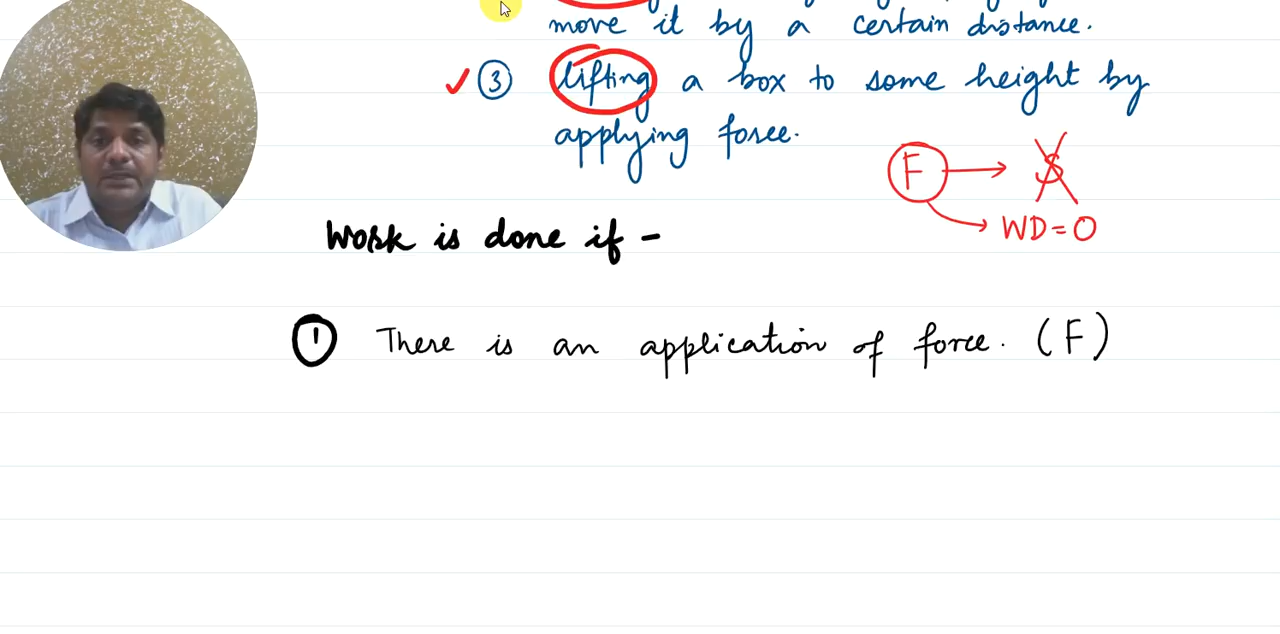 move it by a certain distance.
✓ ③ lifting a box to some height by
applying force.
F → S
WD = 0
Work is done if -
① There is an application of force. (F)